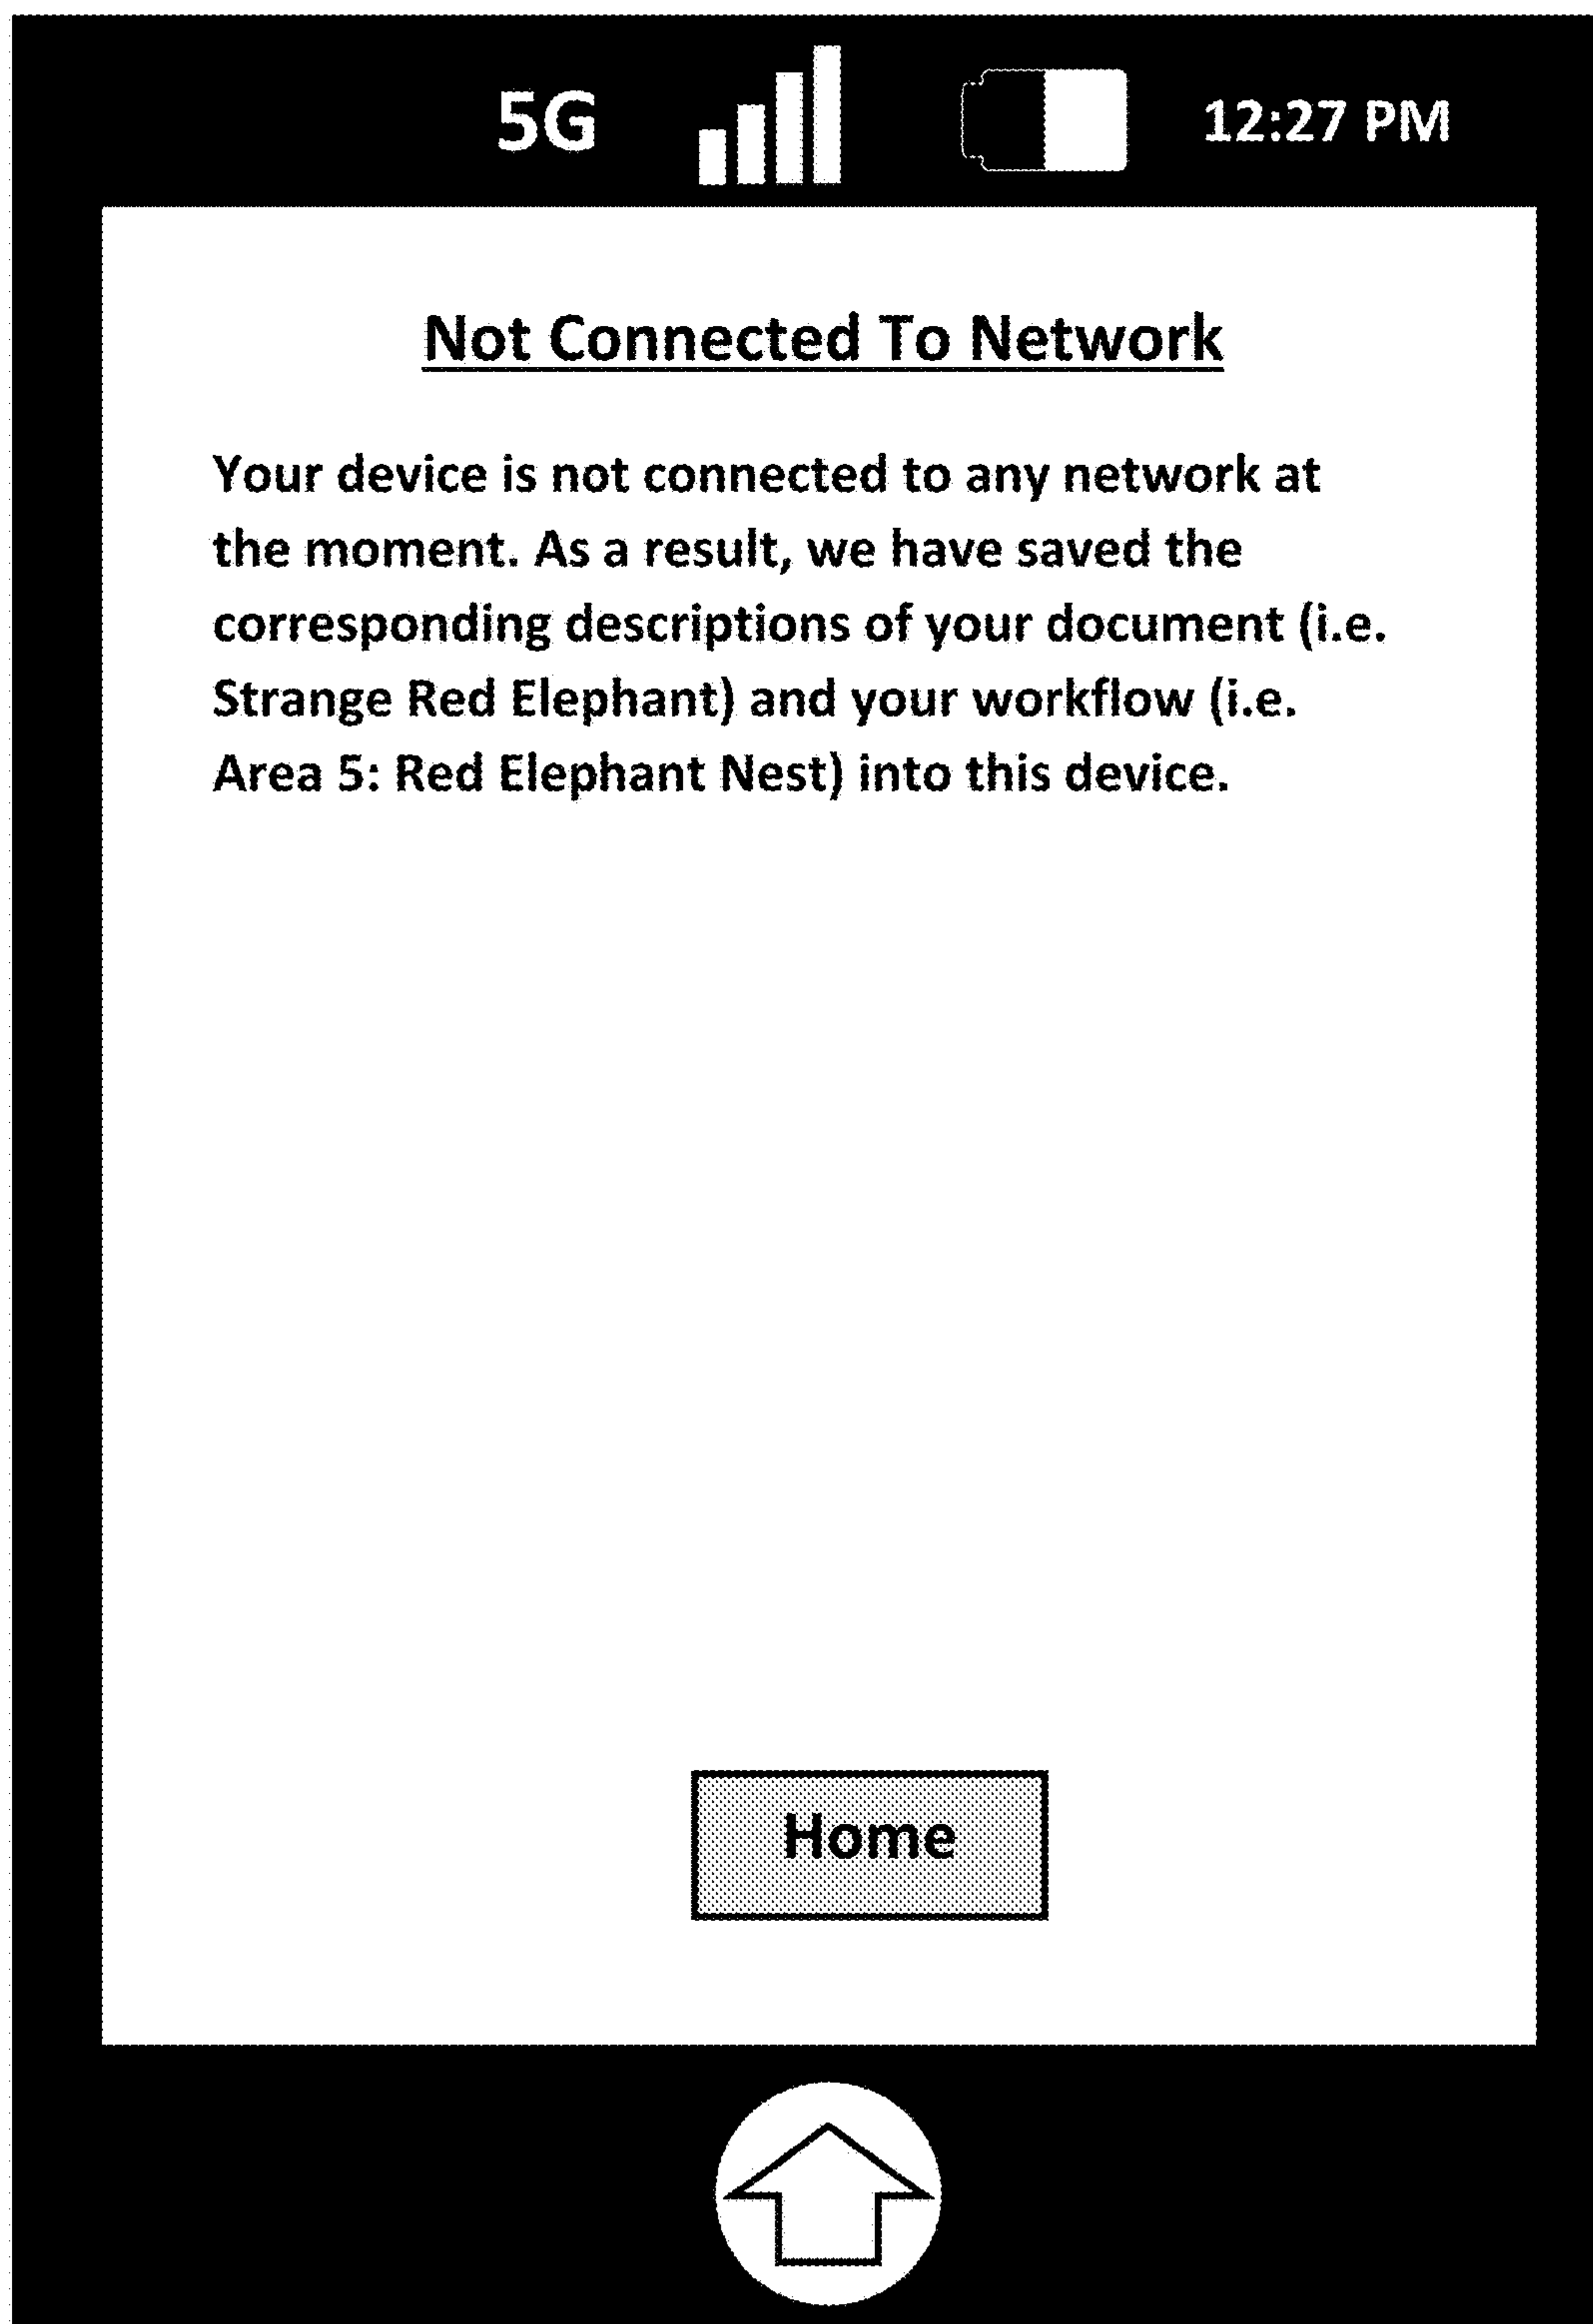 5G 12:27 PM
Not Connected To Network
Your device is not connected to any network at
the moment. As a result, we have saved the
corresponding descriptions of your document (i.e.
Strange Red Elephant) and your workflow (i.e.
Area 5: Red Elephant Nest) into this device.
Home